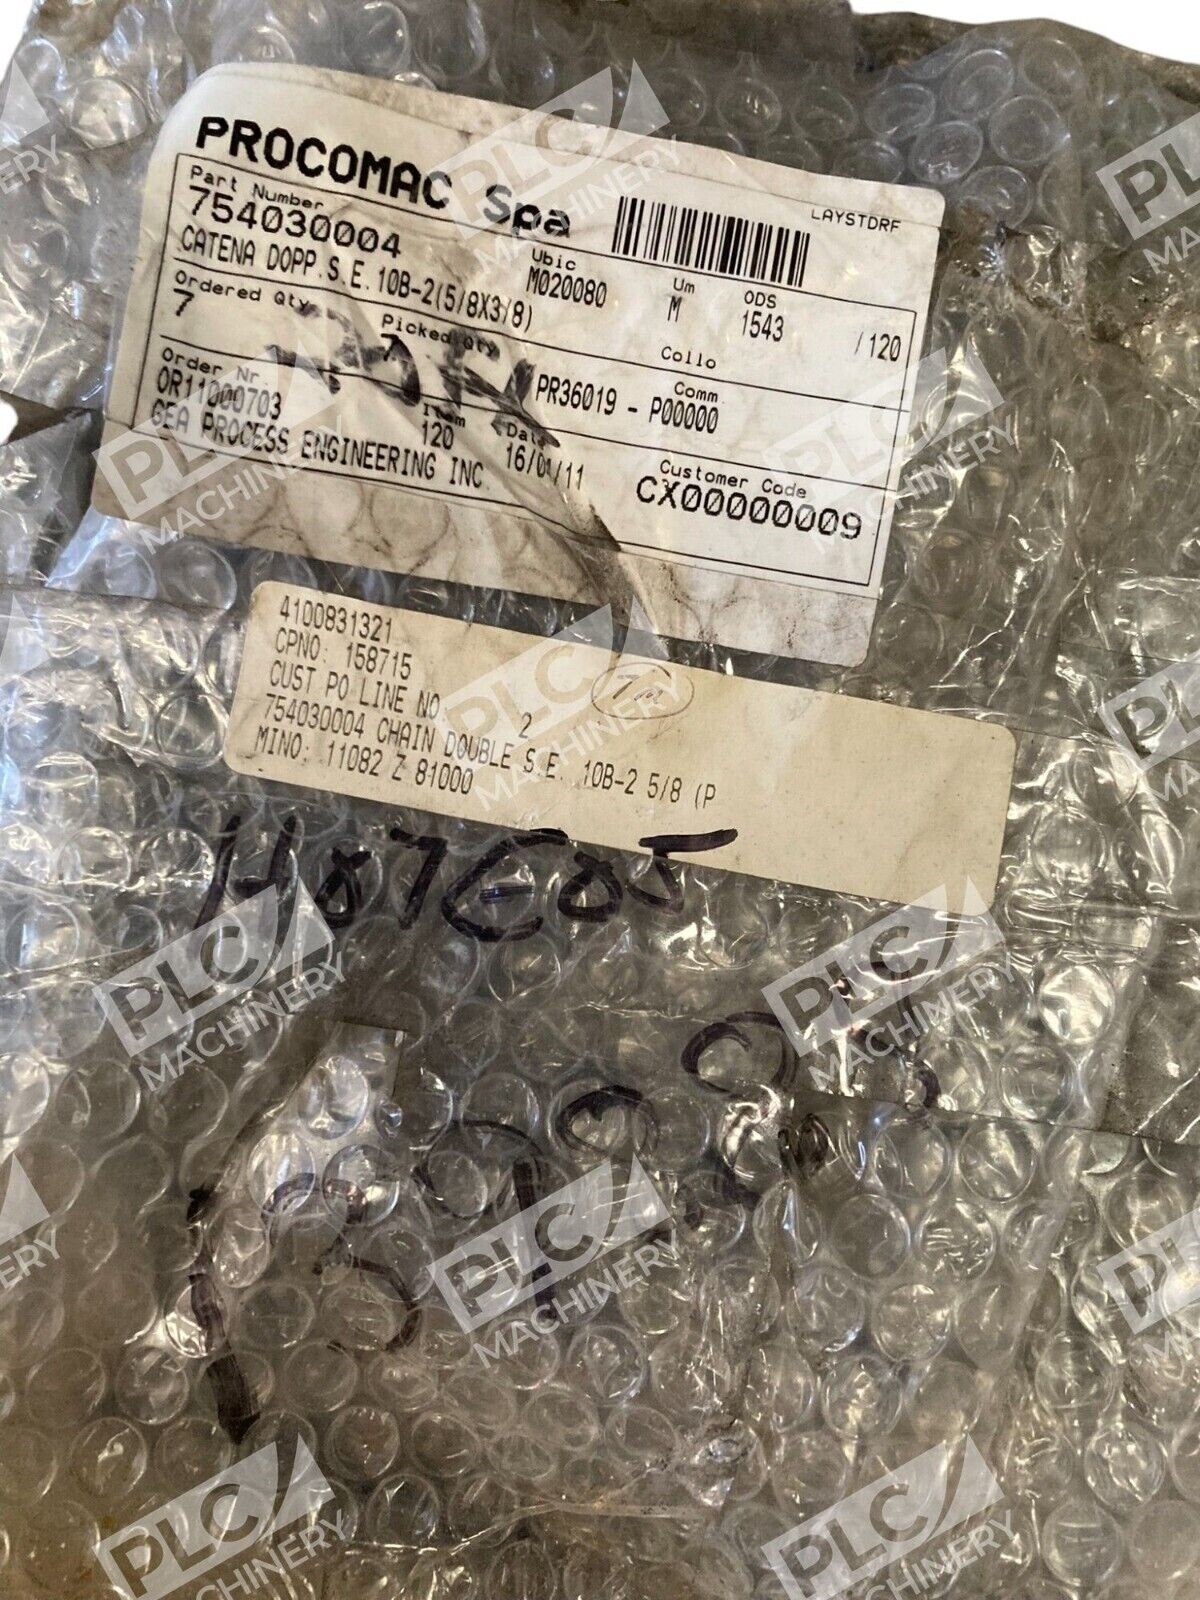 PROCOMAC Spa
LAYSTDRF
Part Number
754030004
Ubic
M020080
Um
M
ODS
1543 /120
CATENA DOPP.S.E. 10B-2(5/8X3/8)
Ordered Qty
7
Picked Qty
7
Collo
Order Nr.
OR11000703
Item
120
PR36019 - P00000
Comm.
GEA PROCESS ENGINEERING INC.
Customer Code
CX00000009
4100831321
CPNO: 158715
CUST PO LINE NO: 2
754030004 CHAIN DOUBLE S.E. 10B-2 5/8 (P
MINO: 11082 Z 81000
PLC MACHINERY